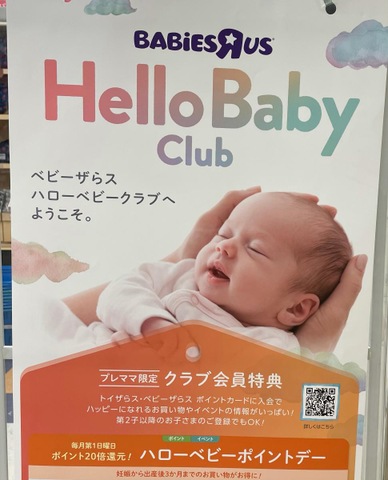 BABIESRUS
Hello Baby
Club
ベビーザらス
ハローベビークラブへ
ようこそ。
プレママ限定 クラブ会員特典
トイザらス・ベビーザらス ポイントカードに入会で
ハッピーになれるお買い物やイベントの情報がいっぱい!
第2子以降のお子さまのご登録でもOK!
詳しくはこちら
ポイント イベント
毎月第1日曜日
ポイント20倍還元! ハローベビーポイントデー
妊娠から出産後3か月までのお買い物がお得に!